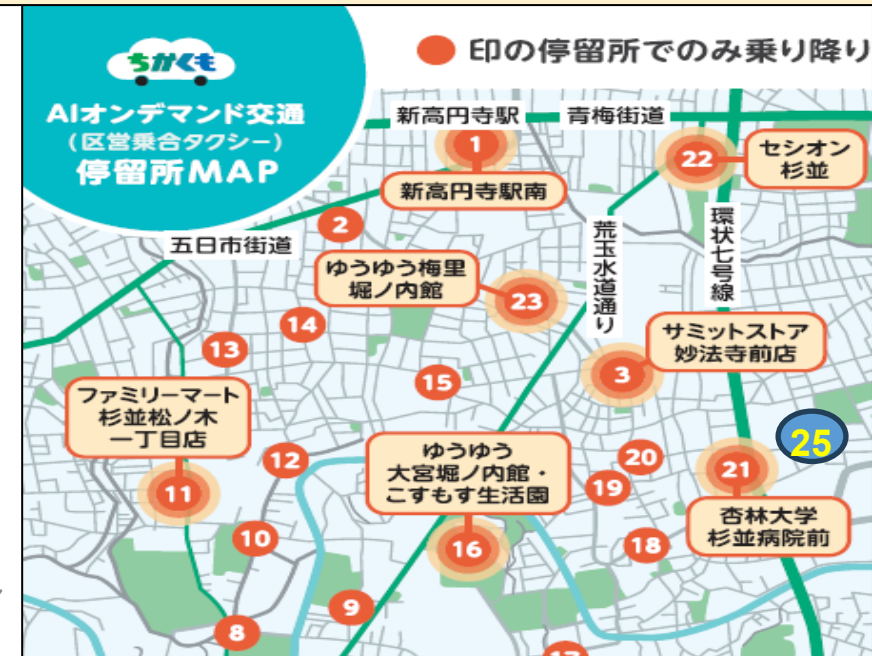 ちかくも
AIオンデマンド交通
（区営乗合タクシー）
停留所MAP
印の停留所でのみ乗り降り
新高円寺駅
青梅街道
1
新高円寺駅南
22
セシオン
杉並
2
五日市街道
荒玉水道通り
環状七号線
ゆうゆう梅里
堀ノ内館
23
14
13
サミットストア
妙法寺前店
3
15
ファミリーマート
杉並松ノ木
一丁目店
25
12
ゆうゆう
大宮堀ノ内館・
こすもす生活園
20
21
11
19
杏林大学
杉並病院前
10
16
18
9
8
17